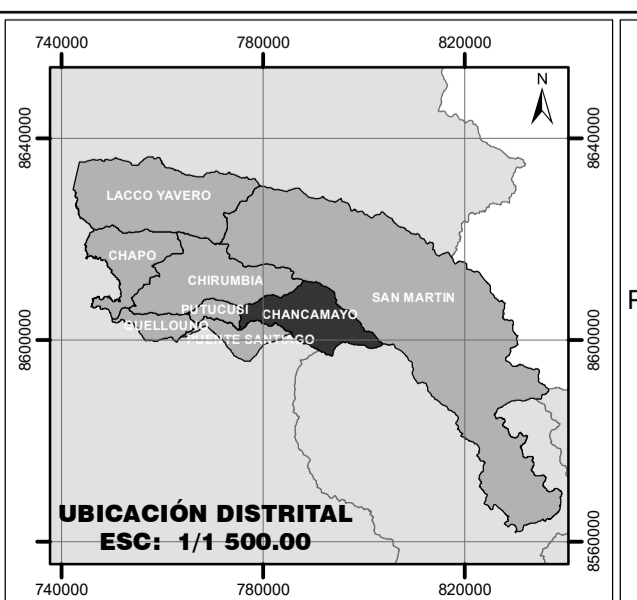 740000 780000 820000
N
8640000 8640000
LACCO YAVERO
CHAPO
CHIRUMBIA
SAN MARTIN
PUTUCUSI
CHANCAMAYO
QUELLOUNO
PUENTE SANTIAGO
8600000 8600000
P
UBICACIÓN DISTRITAL
ESC: 1/1 500.00
8560000
740000 780000 820000